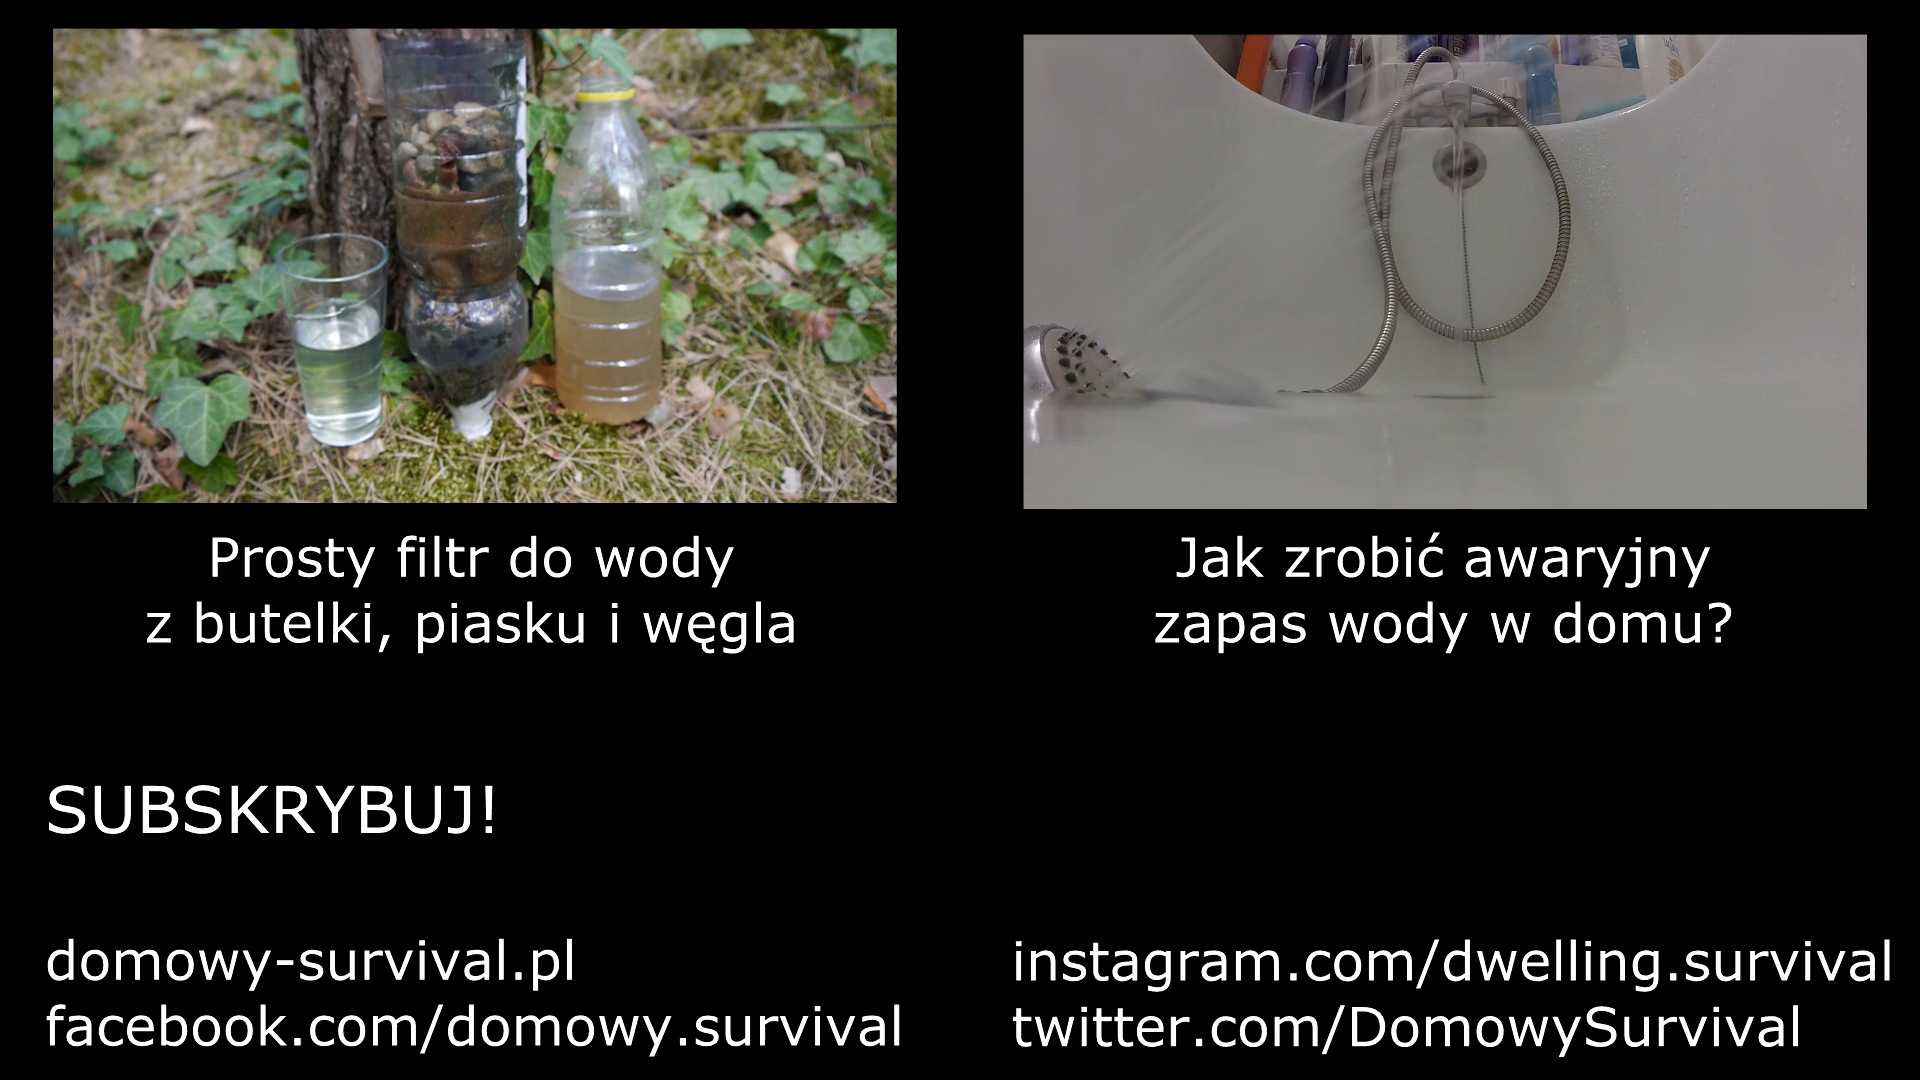 Prosty filtr do wody
z butelki, piasku i węgla
Jak zrobić awaryjny
zapas wody w domu?
SUBSKRYBUJ!
domowy-survival.pl
facebook.com/domowy.survival
instagram.com/dwelling.survival
twitter.com/DomowySurvival